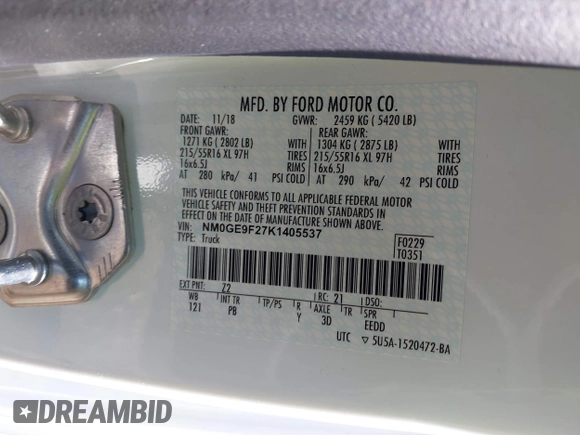 MFD. BY FORD MOTOR CO.
DATE: 11/18 GVWR: 2459 KG ( 5420 LB)
FRONT GAWR: REAR GAWR:
1271 KG ( 2802 LB) WITH 1304 KG ( 2875 LB) WITH
215/55R16 XL 97H TIRES 215/55R16 XL 97H TIRES
16x6.5J RIMS 16x6.5J RIMS
AT 280 kPa/ 41 PSI COLD AT 290 kPa/ 42 PSI COLD
THIS VEHICLE CONFORMS TO ALL APPLICABLE FEDERAL MOTOR
VEHICLE SAFETY AND BUMPER STANDARDS IN
EFFECT ON THE DATE OF MANUFACTURE SHOWN ABOVE.
VIN: NM0GE9F27K1405537 F0229
TYPE: Truck T0351
EXT PNT: Z2 RC: 21 DSO:
WB INT TR TP/PS R AXLE TR SPR
121 PB Y 3D EEDD
UTC ▽ 5U5A-1520472-BA
DREAMBID